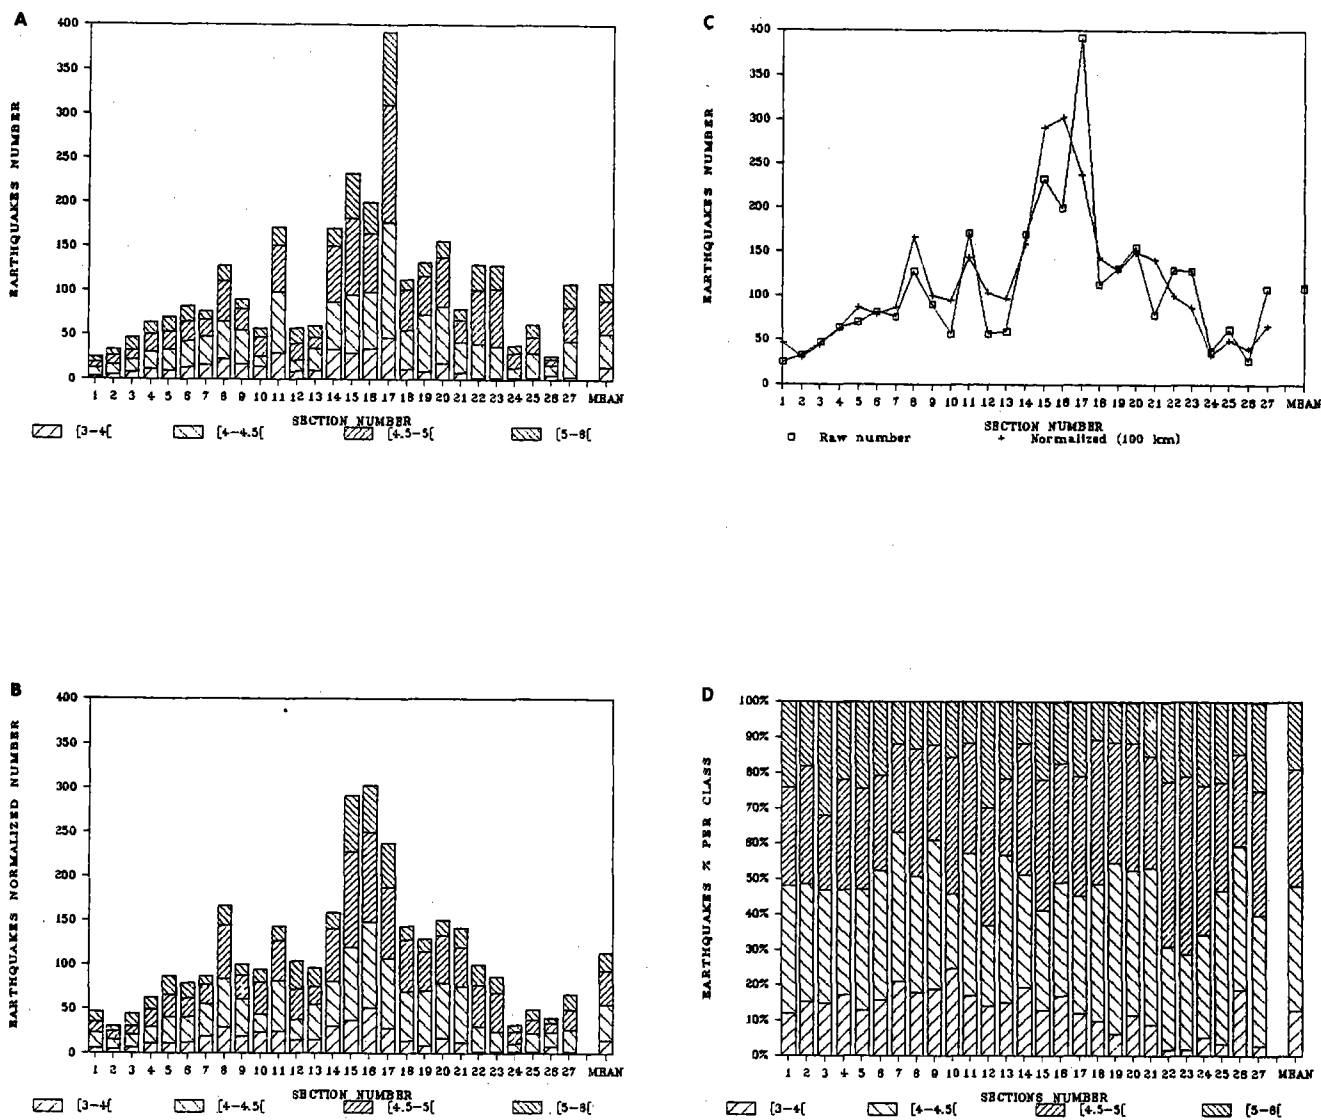 A
EARTHQUAKES NUMBER
400
350
300
250
200
150
100
50
0
1 2 3 4 5 6 7 8 9 10 11 12 13 14 15 16 17 18 19 20 21 22 23 24 25 26 27 MEAN
SECTION NUMBER
[3-4[ [4-4.5[ [4.5-5[ [5-6[
C
EARTHQUAKES NUMBER
400
350
300
250
200
150
100
50
0
1 2 3 4 5 6 7 8 9 10 11 12 13 14 15 16 17 18 19 20 21 22 23 24 25 26 27 MEAN
SECTION NUMBER
Raw number + Normalized (100 km)
B
EARTHQUAKES NORMALIZED NUMBER
400
350
300
250
200
150
100
50
0
1 2 3 4 5 6 7 8 9 10 11 12 13 14 15 16 17 18 19 20 21 22 23 24 25 26 27 MEAN
SECTION NUMBER
[3-4[ [4-4.5[ [4.5-5[ [5-6[
D
EARTHQUAKES % PER CLASS
100%
90%
80%
70%
60%
50%
40%
30%
20%
10%
0%
1 2 3 4 5 6 7 8 9 10 11 12 13 14 15 16 17 18 19 20 21 22 23 24 25 26 27 MEAN
SECTIONS NUMBER
[3-4[ [4-4.5[ [4.5-5[ [5-6[